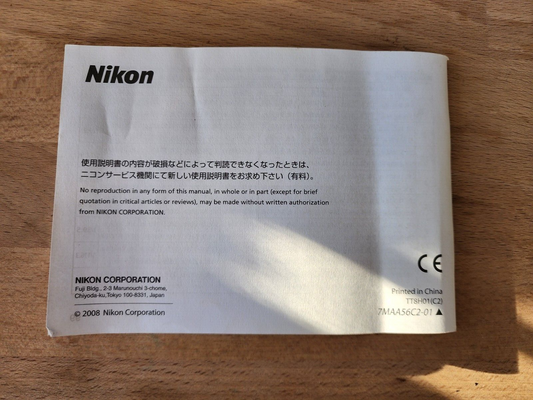 Nikon
使用説明書の内容が破損などによって判読できなくなったときは、
ニコンサービス機関にて新しい使用説明書をお求め下さい（有料）。
No reproduction in any form of this manual, in whole or in part (except for brief
quotation in critical articles or reviews), may be made without written authorization
from NIKON CORPORATION.
CE
NIKON CORPORATION
Fuji Bldg., 2-3 Marunouchi 3-chome,
Chiyoda-ku,Tokyo 100-8331, Japan
© 2008 Nikon Corporation
Printed in China
TT8H01(C2)
7MAA56C2-01 ▲